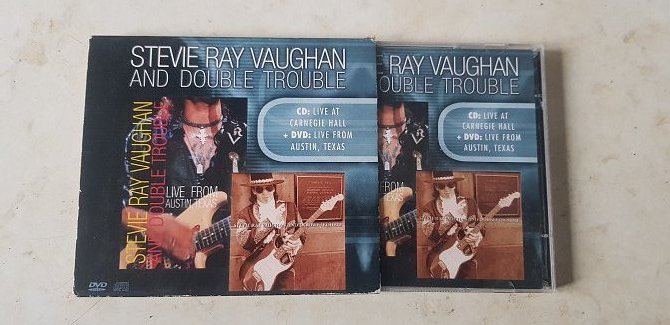 STEVIE RAY VAUGHAN
AND DOUBLE TROUBLE
CD: LIVE AT
CARNEGIE HALL
+ DVD: LIVE FROM
AUSTIN, TEXAS
STEVIE RAY VAUGHAN
AND DOUBLE TROUBLE
LIVE FROM
AUSTIN TEXAS
DVD
RAY VAUGHAN
OUBLE TROUBLE
CD: LIVE AT
CARNEGIE HALL
+ DVD: LIVE FROM
AUSTIN, TEXAS